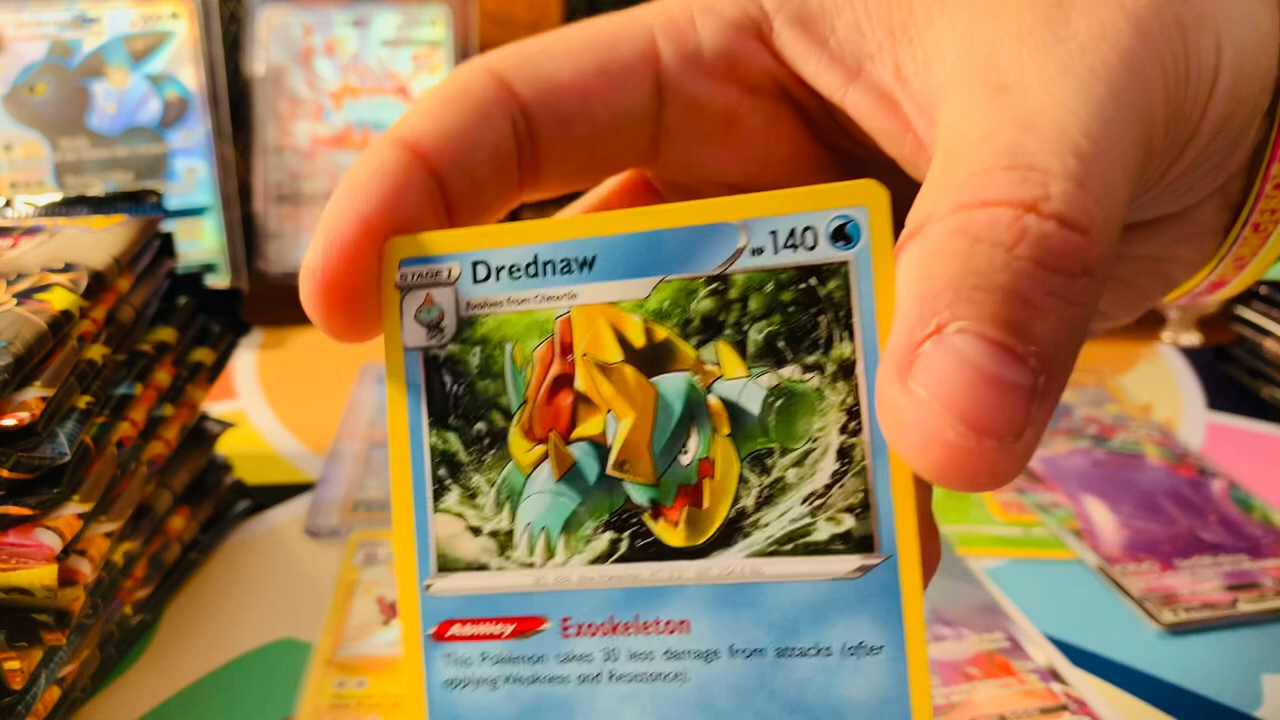 STAGE 1
Drednaw
HP 140
Evolves from Chewtle
Ability Exoskeleton
This Pokémon takes 30 less damage from attacks (after
applying Weakness and Resistance).